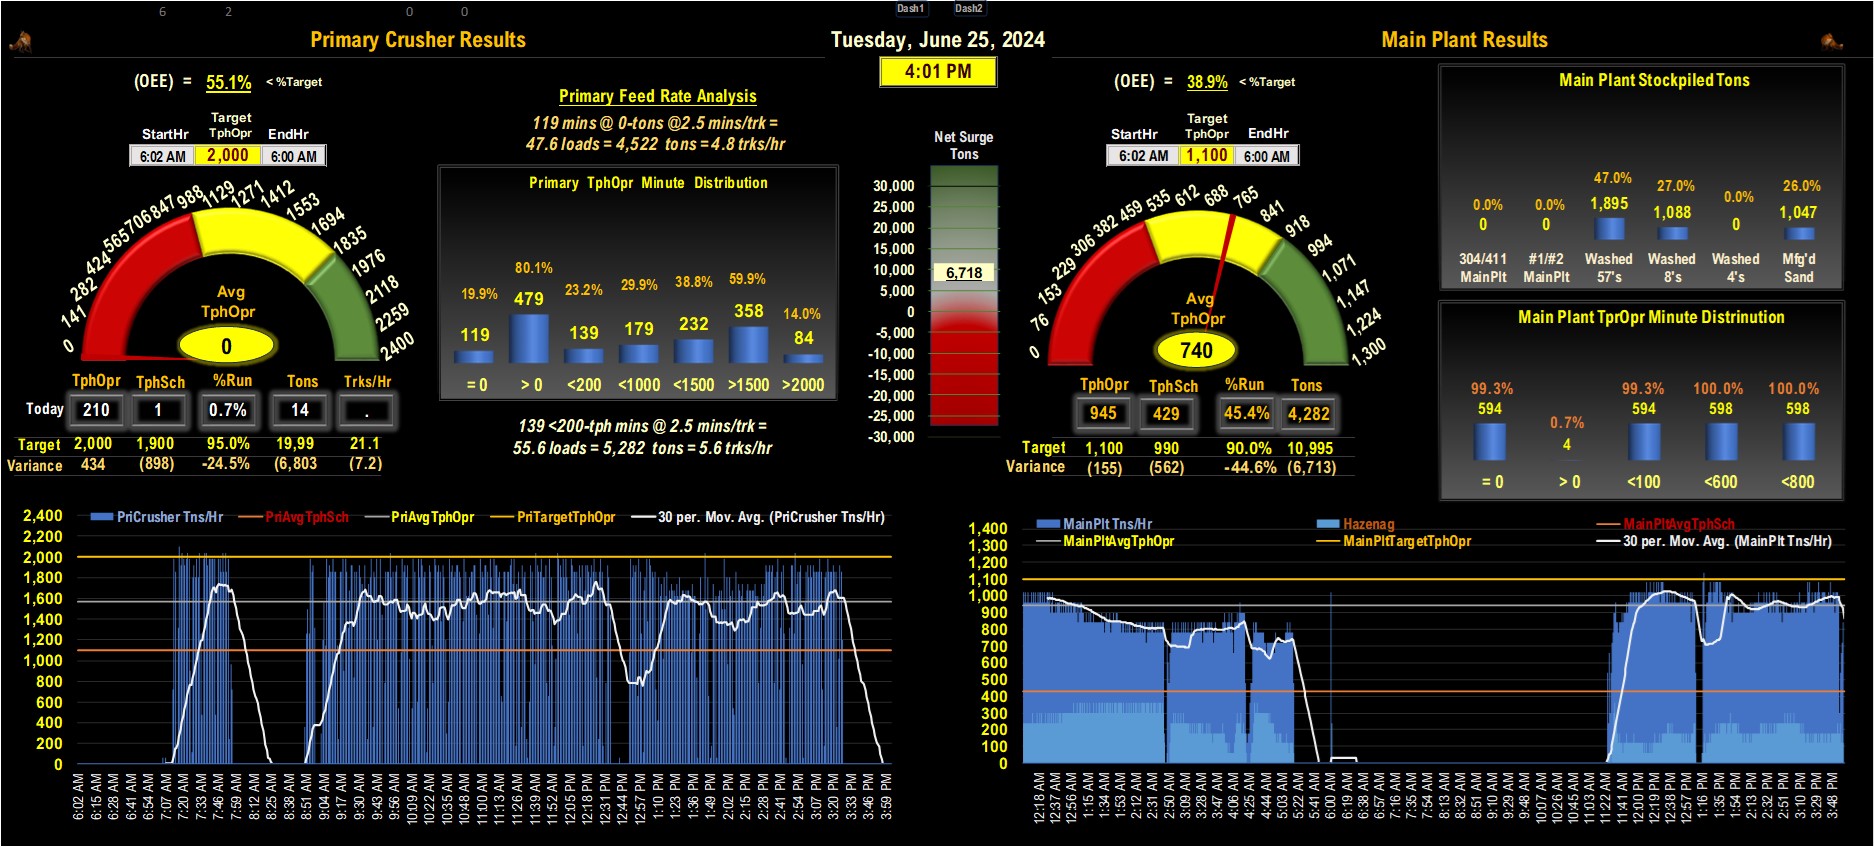 6 2 0 0 Dash1 Dash2
Primary Crusher Results
Tuesday, June 25, 2024
Main Plant Results
4:01 PM
(OEE) = 55.1% < %Target
StartHr Target TphOpr EndHr
6:02 AM 2,000 6:00 AM
0 141 282 424 565 706 847 988 1129 1271 1412 1553 1694 1835 1976 2118 2259 2400
Avg
TphOpr
0
TphOpr TphSch %Run Tons Trks/Hr
Today 210 1 0.7% 14 .
Target 2,000 1,900 95.0% 19,99 21.1
Variance 434 (898) -24.5% (6,803 (7.2)
Primary Feed Rate Analysis
119 mins @ 0-tons @2.5 mins/trk =
47.6 loads = 4,522 tons = 4.8 trks/hr
Primary TphOpr Minute Distribution
19.9% 80.1% 23.2% 29.9% 38.8% 59.9% 14.0%
119 479 139 179 232 358 84
= 0 > 0 <200 <1000 <1500 >1500 >2000
139 <200-tph mins @ 2.5 mins/trk =
55.6 loads = 5,282 tons = 5.6 trks/hr
Net Surge
Tons
30,000
25,000
20,000
15,000
10,000
6,718
5,000
0
-5,000
-10,000
-15,000
-20,000
-25,000
-30,000
(OEE) = 38.9% < %Target
StartHr Target TphOpr EndHr
6:02 AM 1,100 6:00 AM
0 76 153 229 306 382 459 535 612 688 765 841 918 994 1,071 1,147 1,224 1,300
Avg
TphOpr
740
TphOpr TphSch %Run Tons
945 429 45.4% 4,282
Target 1,100 990 90.0% 10,995
Variance (155) (562) -44.6% (6,713)
Main Plant Stockpiled Tons
0.0% 0.0% 47.0% 27.0% 0.0% 26.0%
0 0 1,895 1,088 0 1,047
304/411 #1/#2 Washed Washed Washed Mfg'd
MainPlt MainPlt 57's 8's 4's Sand
Main Plant TprOpr Minute Distrinution
99.3% 0.7% 99.3% 100.0% 100.0%
594 4 594 598 598
= 0 > 0 <100 <600 <800
PriCrusher Tns/Hr PriAvgTphSch PriAvgTphOpr PriTargetTphOpr 30 per. Mov. Avg. (PriCrusher Tns/Hr)
2,400
2,200
2,000
1,800
1,600
1,400
1,200
1,000
800
600
400
200
0
6:02 AM 6:15 AM 6:28 AM 6:41 AM 6:54 AM 7:07 AM 7:20 AM 7:33 AM 7:46 AM 7:59 AM 8:12 AM 8:25 AM 8:38 AM 8:51 AM 9:04 AM 9:17 AM 9:30 AM 9:43 AM 9:56 AM 10:09 AM 10:22 AM 10:35 AM 10:48 AM 11:00 AM 11:13 AM 11:26 AM 11:39 AM 11:52 AM 12:05 PM 12:18 PM 12:31 PM 12:44 PM 12:57 PM 1:10 PM 1:23 PM 1:36 PM 1:49 PM 2:02 PM 2:15 PM 2:28 PM 2:41 PM 2:54 PM 3:07 PM 3:20 PM 3:33 PM 3:46 PM 3:59 PM
MainPlt Tns/Hr Hazenag MainPltAvgTphSch
MainPltAvgTphOpr MainPltTargetTphOpr 30 per. Mov. Avg. (MainPlt Tns/Hr)
1,400
1,300
1,200
1,100
1,000
900
800
700
600
500
400
300
200
100
0
12:18 AM 12:37 AM 12:56 AM 1:15 AM 1:34 AM 1:53 AM 2:12 AM 2:31 AM 2:50 AM 3:09 AM 3:28 AM 3:47 AM 4:06 AM 4:25 AM 4:44 AM 5:03 AM 5:22 AM 5:41 AM 6:00 AM 6:19 AM 6:38 AM 6:57 AM 7:16 AM 7:35 AM 7:54 AM 8:13 AM 8:32 AM 8:51 AM 9:10 AM 9:29 AM 9:48 AM 10:07 AM 10:26 AM 10:45 AM 11:03 AM 11:22 AM 11:41 AM 12:00 PM 12:19 PM 12:38 PM 12:57 PM 1:16 PM 1:35 PM 1:54 PM 2:13 PM 2:32 PM 2:51 PM 3:10 PM 3:29 PM 3:48 PM